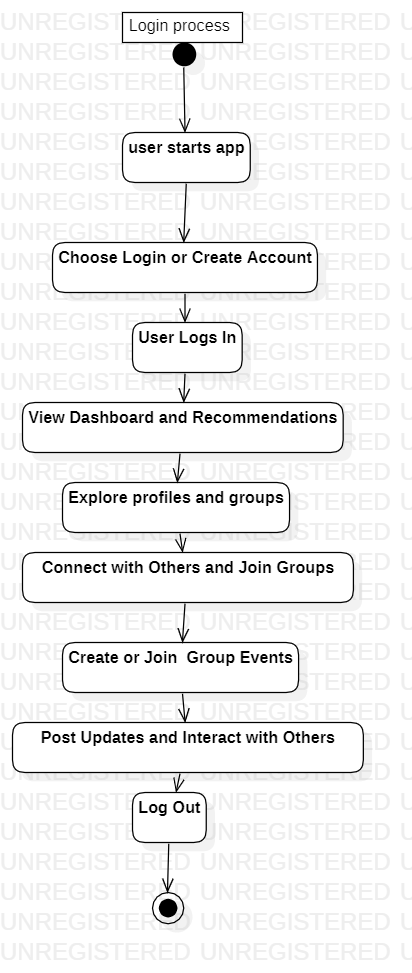 Login process
user starts app
Choose Login or Create Account
User Logs In
View Dashboard and Recommendations
Explore profiles and groups
Connect with Others and Join Groups
Create or Join  Group Events
Post Updates and Interact with Others
Log Out